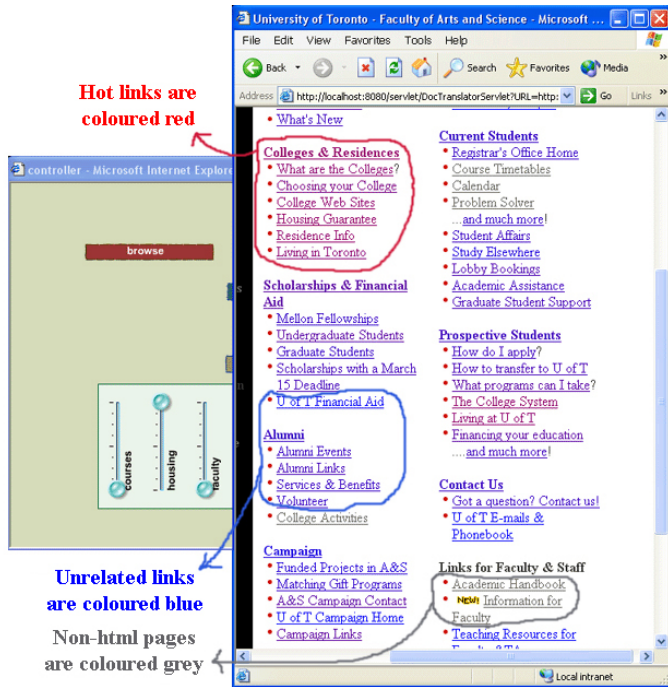 University of Toronto - Faculty of Arts and Science - Microsoft ...
File Edit View Favorites Tools Help
Back Search Favorites Media »
Address http://localhost:8080/servlet/DocTranslatorServlet?URL=http: Go Links »
Hot links are
coloured red
controller - Microsoft Internet Explore
browse
courses
housing
faculty
Unrelated links
are coloured blue
Non-html pages
are coloured grey
What's New
Colleges & Residences
What are the Colleges?
Choosing your College
College Web Sites
Housing Guarantee
Residence Info
Living in Toronto
Scholarships & Financial
Aid
Mellon Fellowships
Undergraduate Students
Graduate Students
Scholarships with a March
15 Deadline
U of T Financial Aid
Alumni
Alumni Events
Alumni Links
Services & Benefits
Volunteer
College Activities
Campaign
Funded Projects in A&S
Matching Gift Programs
A&S Campaign Contact
U of T Campaign Home
Campaign Links
Current Students
Registrar's Office Home
Course Timetables
Calendar
Problem Solver
...and much more!
Student Affairs
Study Elsewhere
Lobby Bookings
Academic Assistance
Graduate Student Support
Prospective Students
How do I apply?
How to transfer to U of T
What programs can I take?
The College System
Living at U of T
Financing your education
....and much more!
Contact Us
Got a question? Contact us!
U of T E-mails &
Phonebook
Links for Faculty & Staff
Academic Handbook
NEW! Information for
Faculty
Teaching Resources for
Local intranet